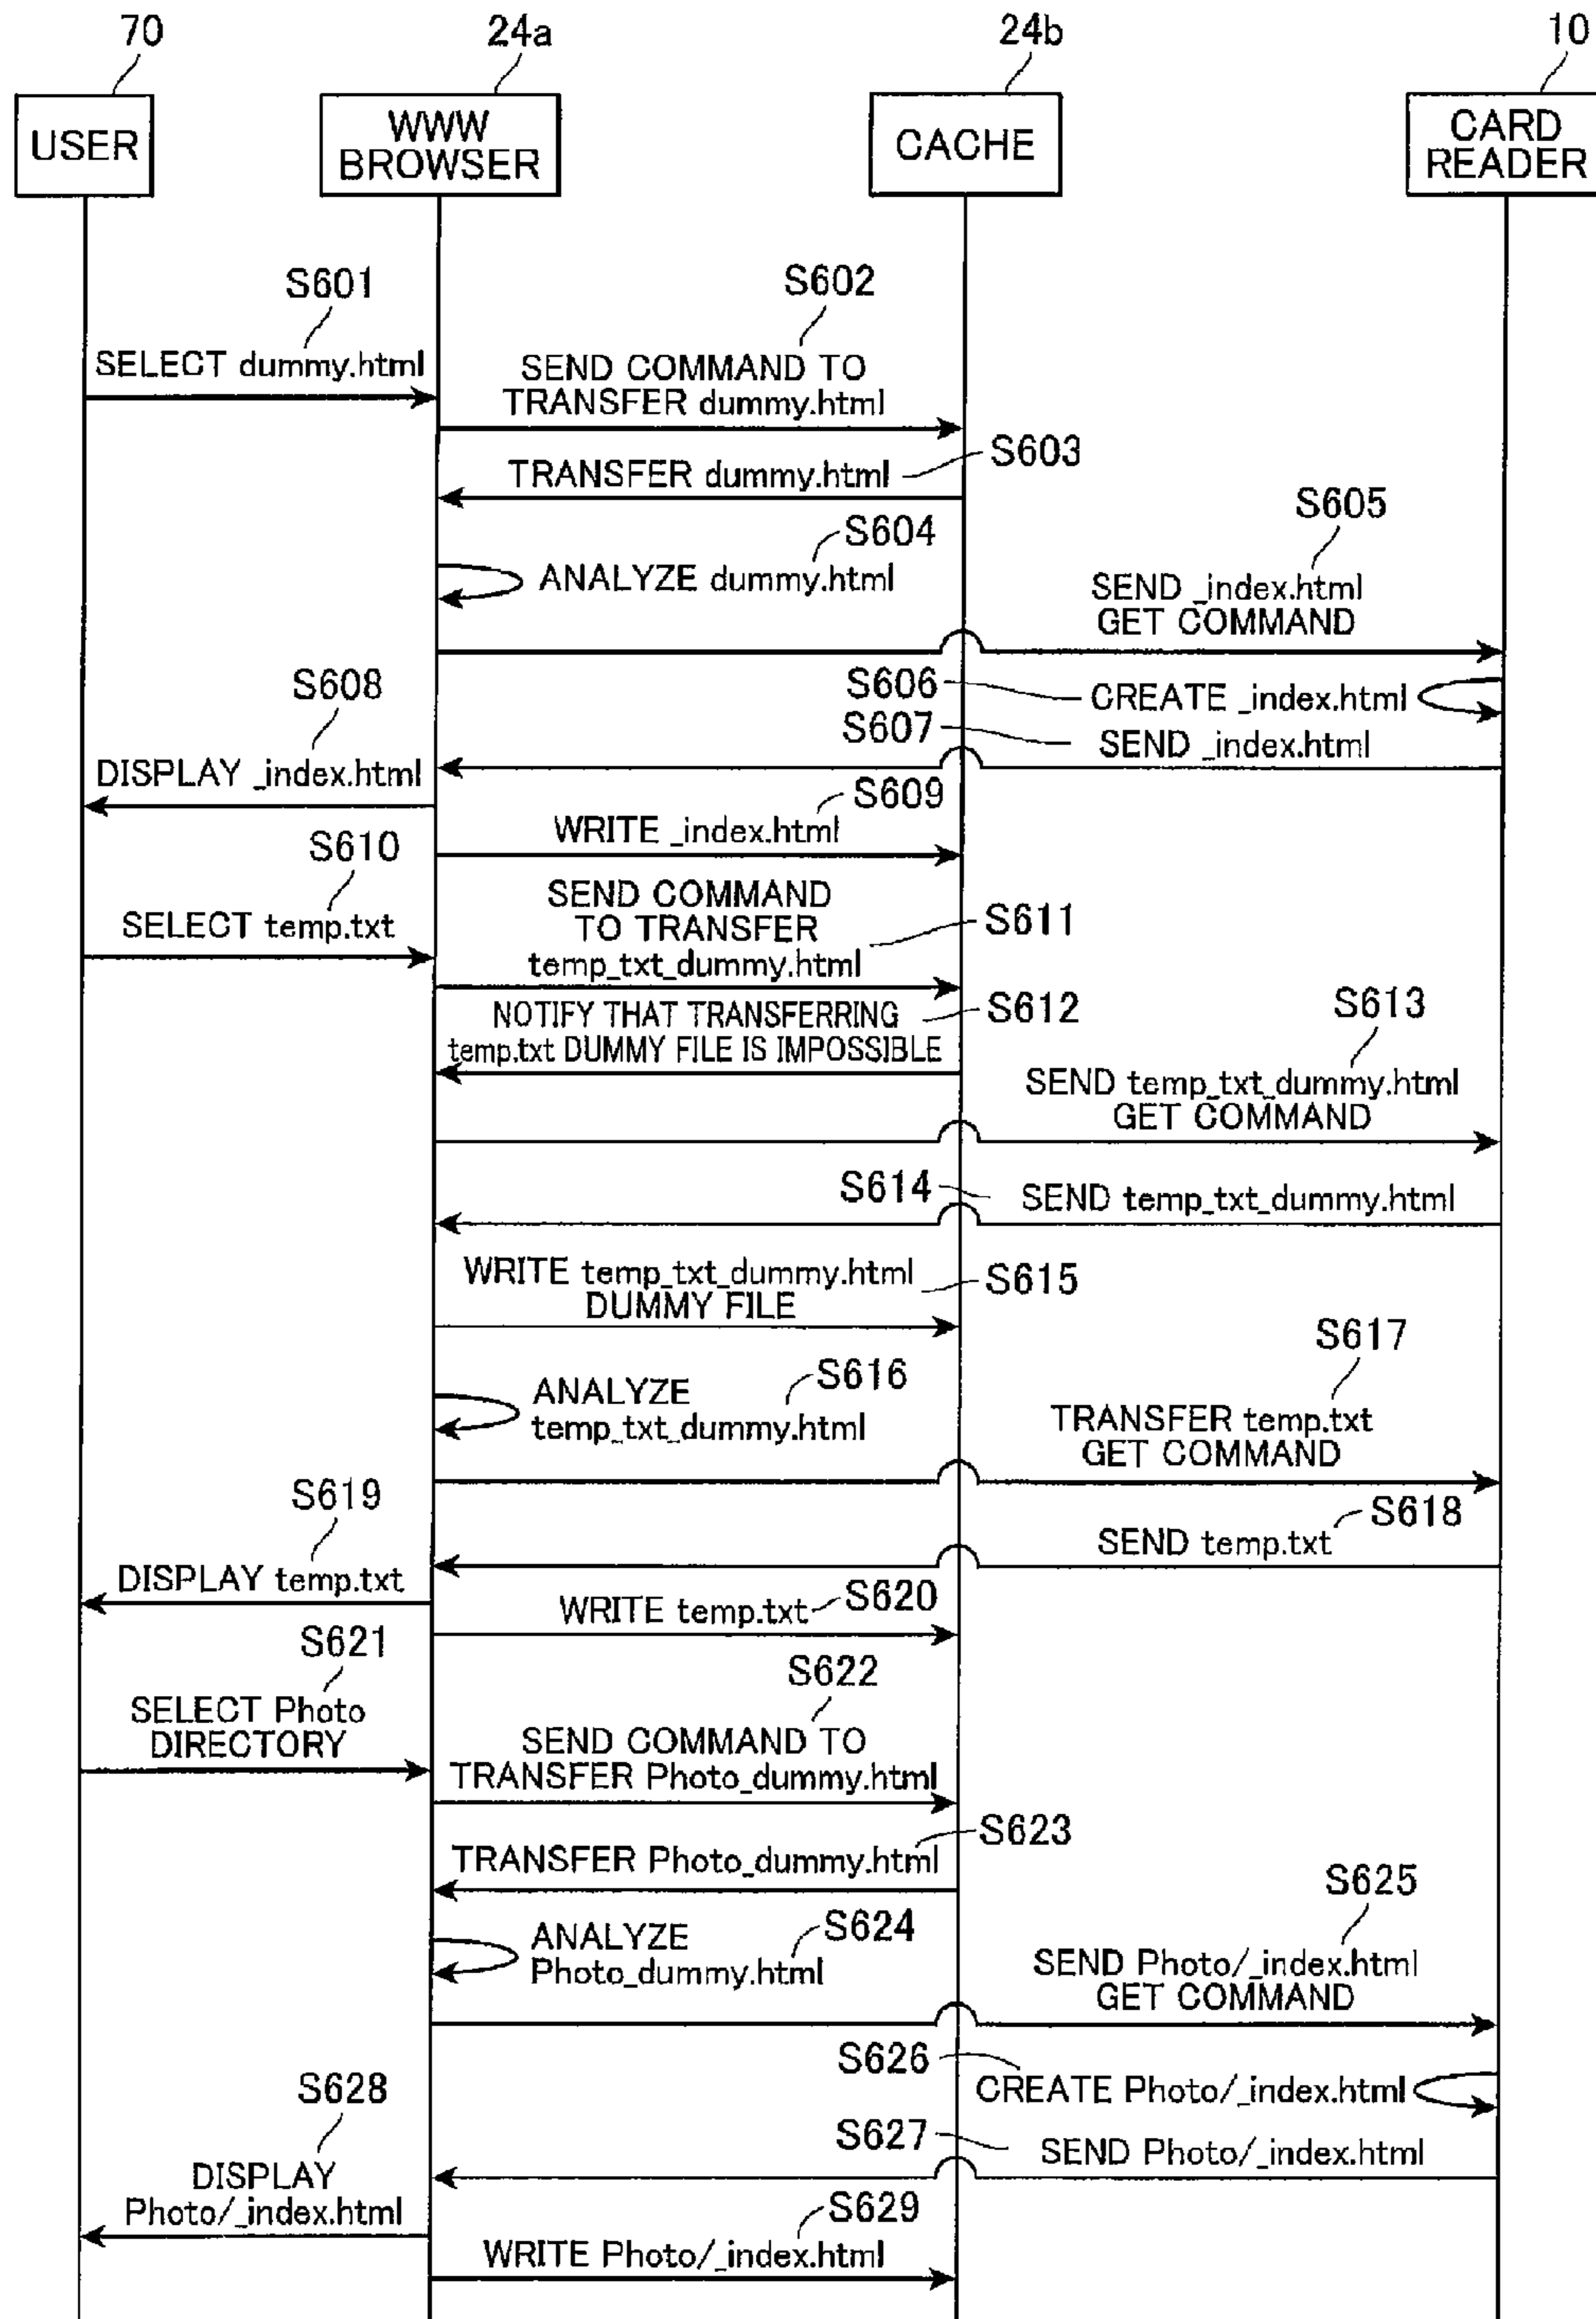 70
24a
24b
10
USER
WWW
BROWSER
CACHE
CARD
READER
S601
SELECT dummy.html
S602
SEND COMMAND TO
TRANSFER dummy.html
S603
TRANSFER dummy.html
S604
ANALYZE dummy.html
S605
SEND _index.html
GET COMMAND
S606
CREATE _index.html
S607
SEND _index.html
S608
DISPLAY _index.html
S609
WRITE _index.html
S610
SELECT temp.txt
SEND COMMAND
TO TRANSFER
temp_txt_dummy.html
S611
NOTIFY THAT TRANSFERRING
temp.txt DUMMY FILE IS IMPOSSIBLE
S612
S613
SEND temp_txt_dummy.html
GET COMMAND
S614
SEND temp_txt_dummy.html
WRITE temp_txt_dummy.html
DUMMY FILE
S615
S616
ANALYZE
temp_txt_dummy.html
S617
TRANSFER temp.txt
GET COMMAND
S618
SEND temp.txt
S619
DISPLAY temp.txt
S620
WRITE temp.txt
S621
SELECT Photo
DIRECTORY
S622
SEND COMMAND TO
TRANSFER Photo_dummy.html
S623
TRANSFER Photo_dummy.html
S624
ANALYZE
Photo_dummy.html
S625
SEND Photo/_index.html
GET COMMAND
S626
CREATE Photo/_index.html
S627
SEND Photo/_index.html
S628
DISPLAY
Photo/_index.html
S629
WRITE Photo/_index.html